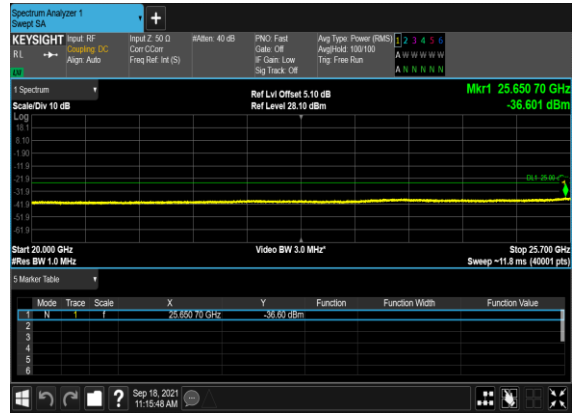 Spectrum Analyzer 1
Swept SA
KEYSIGHT Input: RF Input Z: 50 Ω #Atten: 40 dB PNO: Fast Avg Type: Power (RMS) 1 2 3 4 5 6
RL Coupling: DC Corr CCorr Gate: Off Avg|Hold: 100/100 A W W W W W
Align: Auto Freq Ref: Int (S) IF Gain: Low Trig: Free Run
Sig Track: Off A N N N N N
1 Spectrum Ref Lvl Offset 5.10 dB Mkr1 25.650 70 GHz
Scale/Div 10 dB Ref Level 28.10 dBm -36.601 dBm
Log
18.1
8.10
-1.90
-11.9
-21.9
DL1 -25.00
-31.9
-41.9
-51.9
-61.9
Start 20.000 GHz Video BW 3.0 MHz* Stop 25.700 GHz
#Res BW 1.0 MHz Sweep ~11.8 ms (40001 pts)
5 Marker Table
Mode Trace Scale X Y Function Function Width Function Value
1 N 1 f 25.650 70 GHz -36.60 dBm
2
3
4
5
6
Sep 18, 2021
11:15:48 AM